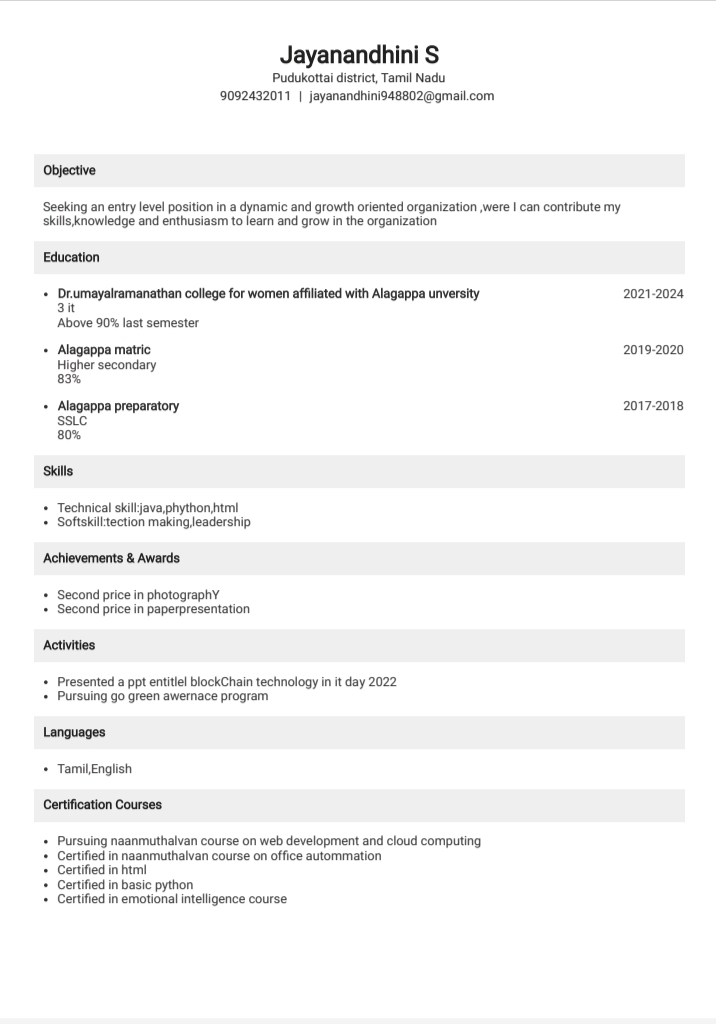 Jayanandhini S
Pudukottai district, Tamil Nadu
9092432011 | jayanandhini948802@gmail.com
Objective
Seeking an entry level position in a dynamic and growth oriented organization ,were I can contribute my
skills,knowledge and enthusiasm to learn and grow in the organization
Education
• Dr.umayalramanathan college for women affiliated with Alagappa unversity 2021-2024
3 it
Above 90% last semester
• Alagappa matric 2019-2020
Higher secondary
83%
• Alagappa preparatory 2017-2018
SSLC
80%
Skills
• Technical skill:java,phython,html
• Softskill:tection making,leadership
Achievements & Awards
• Second price in photographY
• Second price in paperpresentation
Activities
• Presented a ppt entitlel blockChain technology in it day 2022
• Pursuing go green awernace program
Languages
• Tamil,English
Certification Courses
• Pursuing naanmuthalvan course on web development and cloud computing
• Certified in naanmuthalvan course on office autommation
• Certified in html
• Certified in basic python
• Certified in emotional intelligence course